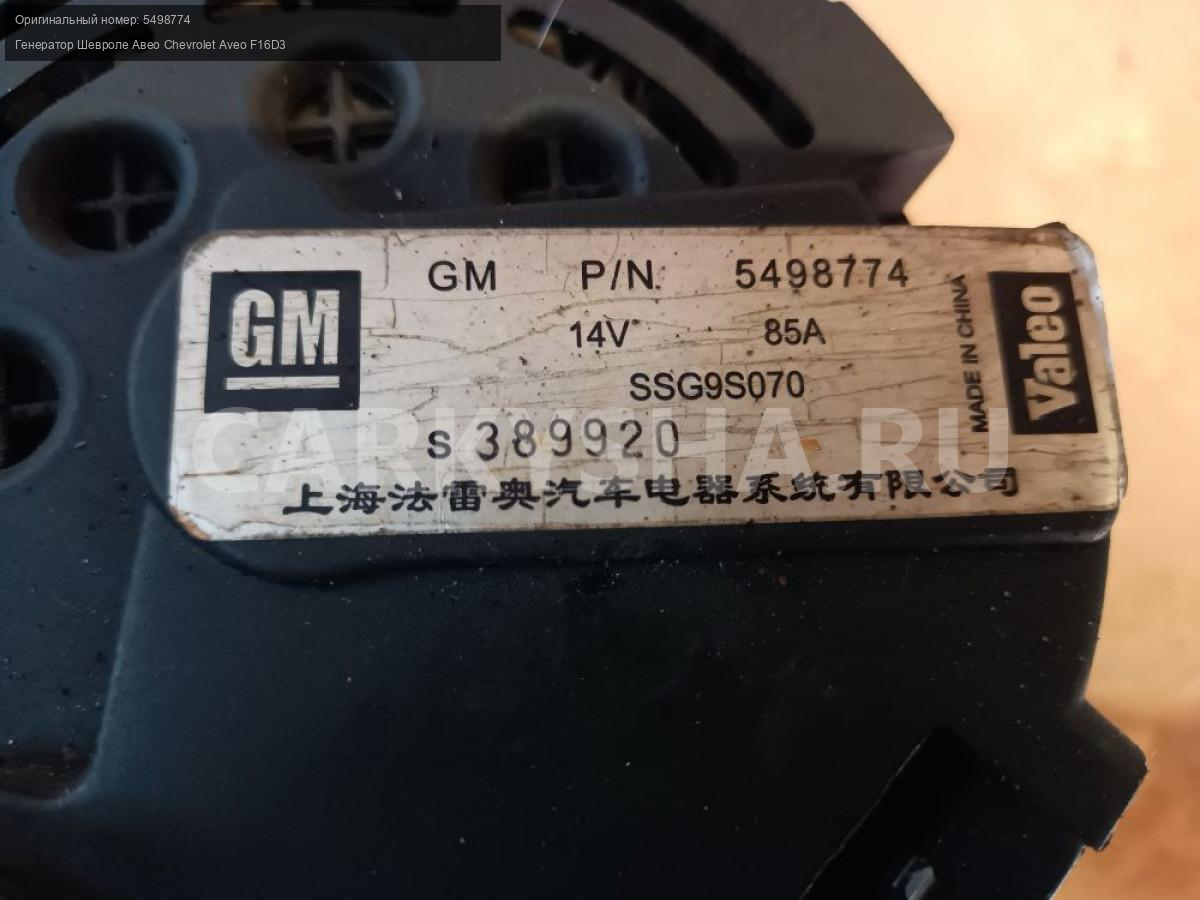 Оригинальный номер: 5498774
Генератор Шевроле Авео Chevrolet Aveo F16D3
GM
GM P/N. 5498774
14V 85A
SSG9S070
s 389920
上海法雷奥汽车电器系统有限公司
MADE IN CHINA
Valeo
CARKYSHA.RU